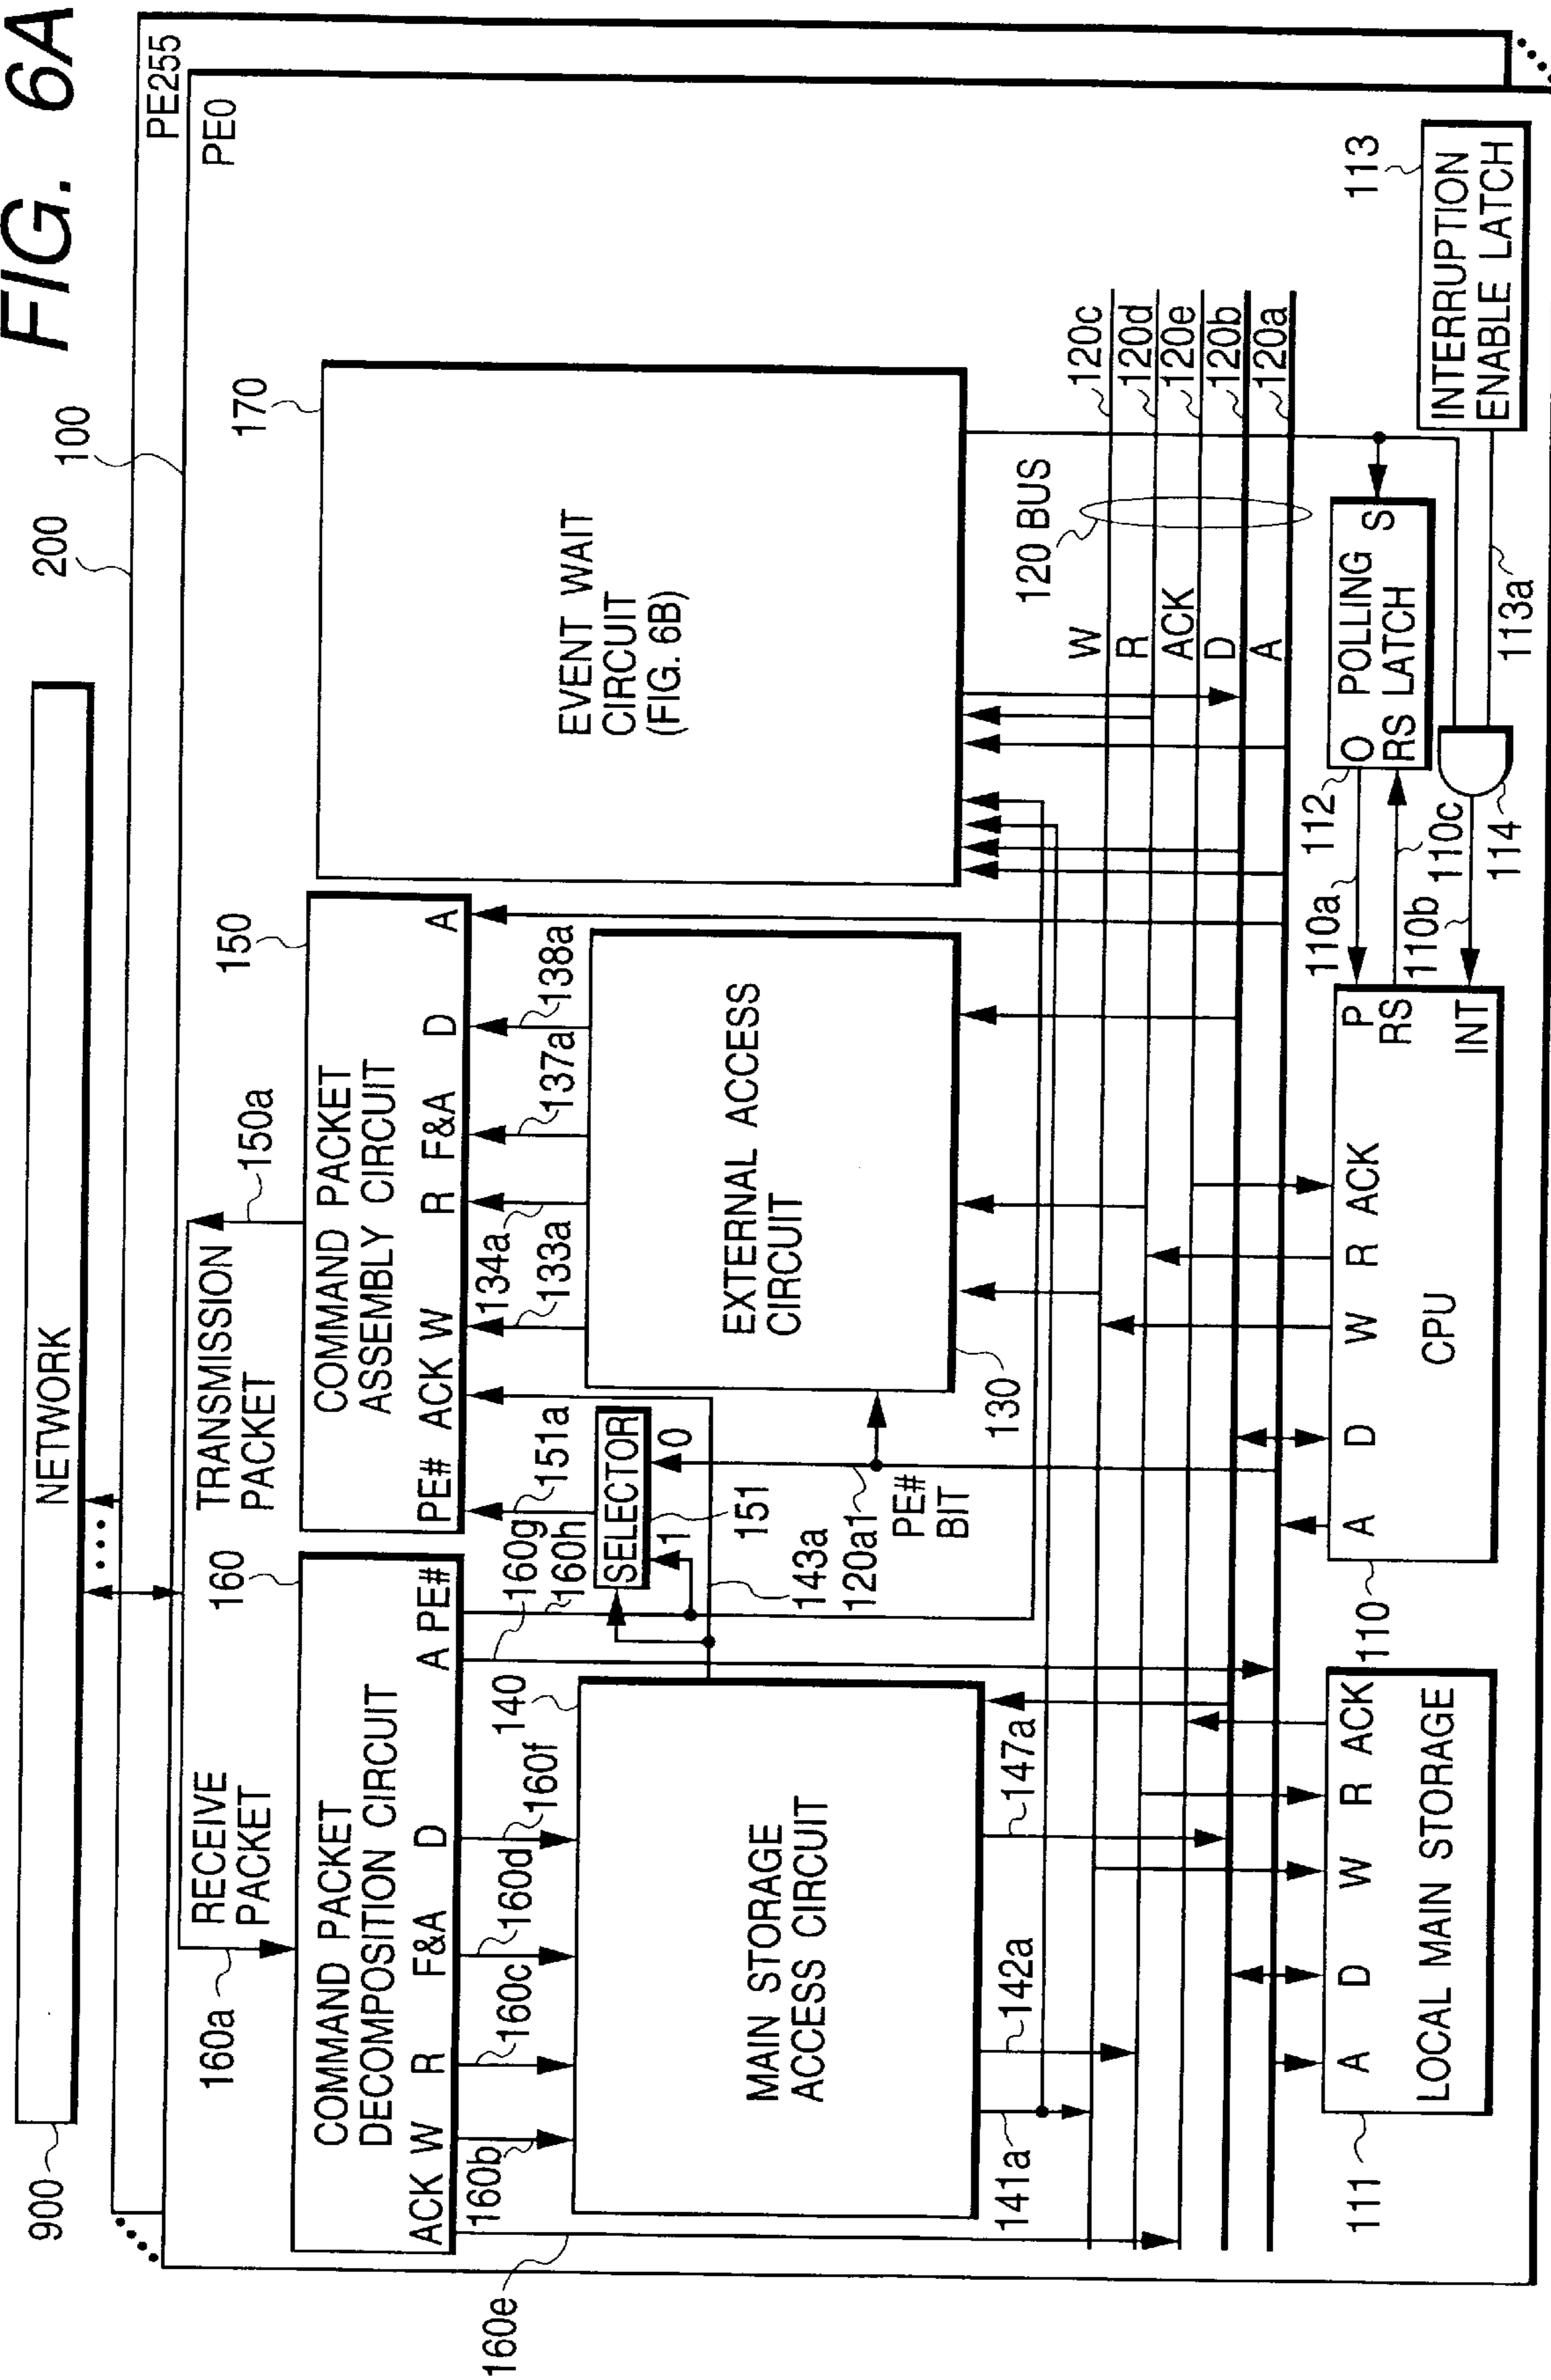 FIG. 6A
900
NETWORK
200
100
PE255
PE0
160a
RECEIVE
PACKET
160
TRANSMISSION
PACKET
150a
150
170
COMMAND PACKET
DECOMPOSITION CIRCUIT
ACK W R F&A D A PE#
COMMAND PACKET
ASSEMBLY CIRCUIT
PE# ACK W R F&A D A
EVENT WAIT
CIRCUIT
(FIG. 6B)
160e
160b
160c
160d
160f
140
160g
160h
151a
134a
133a
137a
138a
SELECTOR
1
0
151
MAIN STORAGE
ACCESS CIRCUIT
EXTERNAL ACCESS
CIRCUIT
143a
120a1
PE#
BIT
130
141a
142a
147a
120 BUS
W
R
ACK
D
A
120c
120d
120e
120b
120a
111
A D W R ACK
LOCAL MAIN STORAGE
110
A D W R ACK
CPU
P
RS
INT
110a
110b
110c
112
O POLLING S
RS LATCH
114
113a
113
INTERRUPTION
ENABLE LATCH